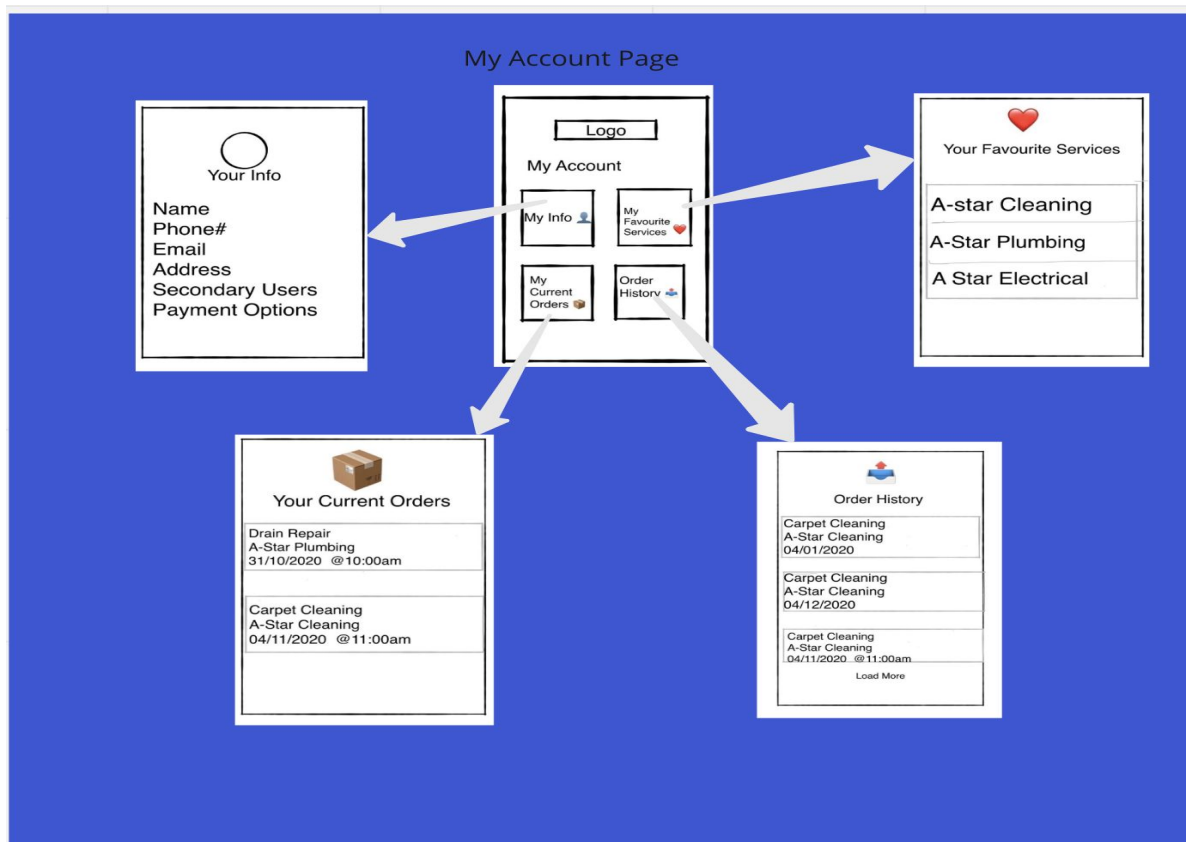 My Account Page
Logo
My Account
My Info
My
Favourite
Services
My
Current
Orders
Order
History
Your Info
Name
Phone#
Email
Address
Secondary Users
Payment Options
Your Favourite Services
A-star Cleaning
A-Star Plumbing
A Star Electrical
Your Current Orders
Drain Repair
A-Star Plumbing
31/10/2020 @10:00am
Carpet Cleaning
A-Star Cleaning
04/11/2020 @11:00am
Order History
Carpet Cleaning
A-Star Cleaning
04/01/2020
Carpet Cleaning
A-Star Cleaning
04/12/2020
Carpet Cleaning
A-Star Cleaning
04/11/2020 @11:00am
Load More